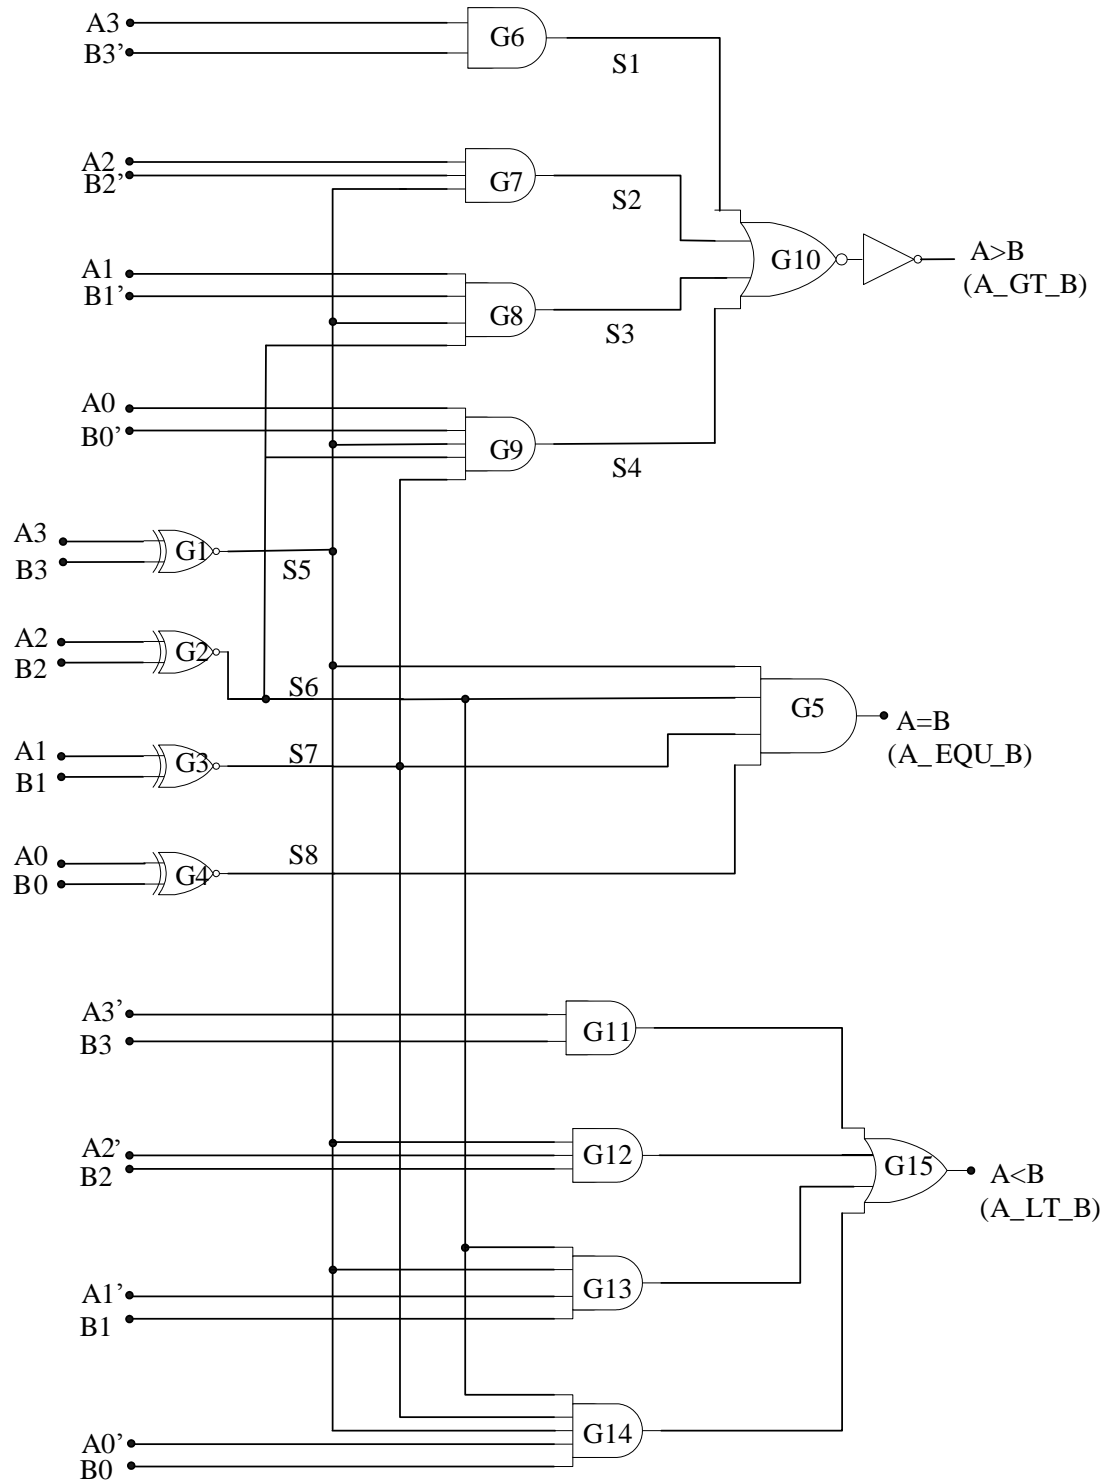 A3
B3’
G6
S1
A2
B2’
G7
S2
A1
B1’
G8
S3
G10
A>B
(A_GT_B)
A0
B0’
G9
S4
A3
B3
G1
S5
A2
B2
G2
S6
G5
A=B
(A_EQU_B)
A1
B1
G3
S7
A0
B0
G4
S8
A3’
B3
G11
A2'
B2
G12
G15
A<B
(A_LT_B)
A1’
B1
G13
A0’
B0
G14